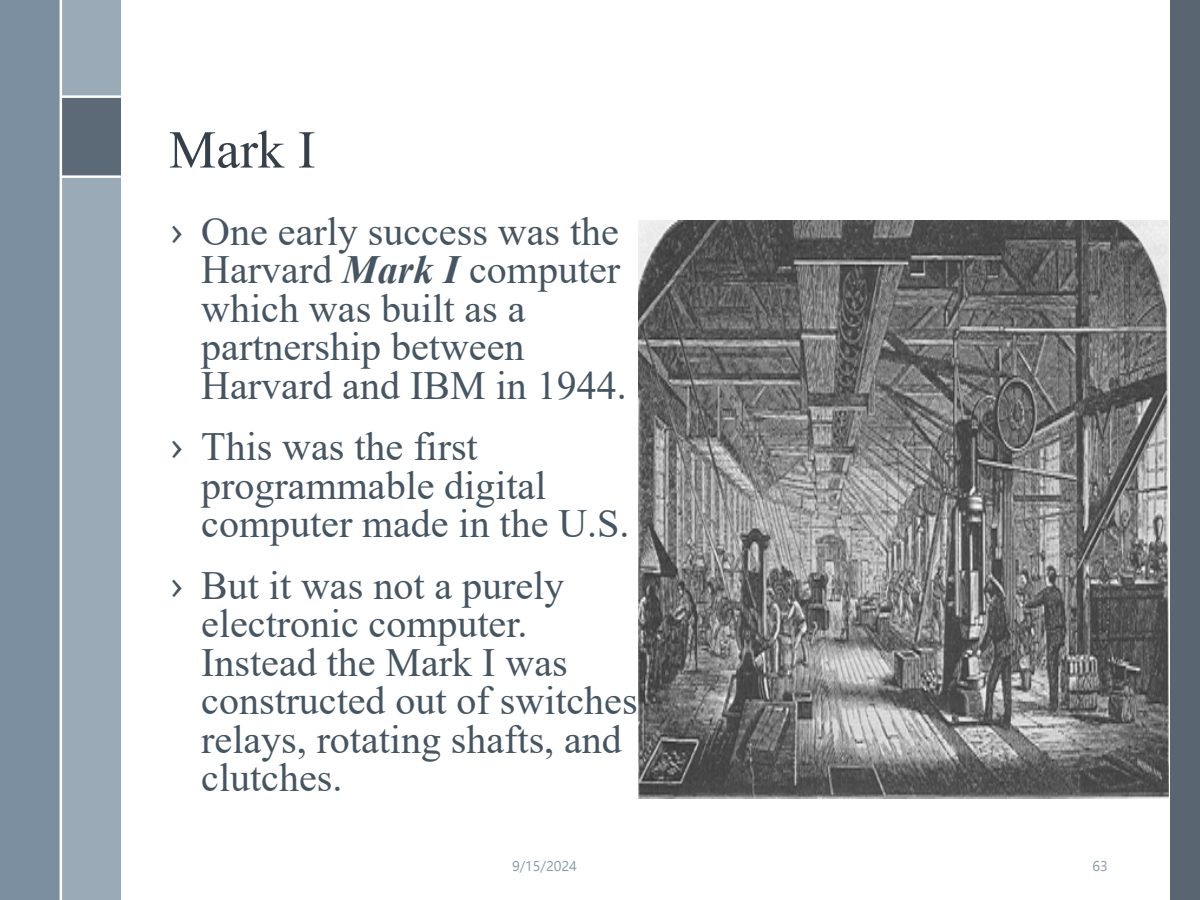 Mark I
› One early success was the
Harvard Mark I computer
which was built as a
partnership between
Harvard and IBM in 1944.
› This was the first
programmable digital
computer made in the U.S.
› But it was not a purely
electronic computer.
Instead the Mark I was
constructed out of switches
relays, rotating shafts, and
clutches.
9/15/2024
63